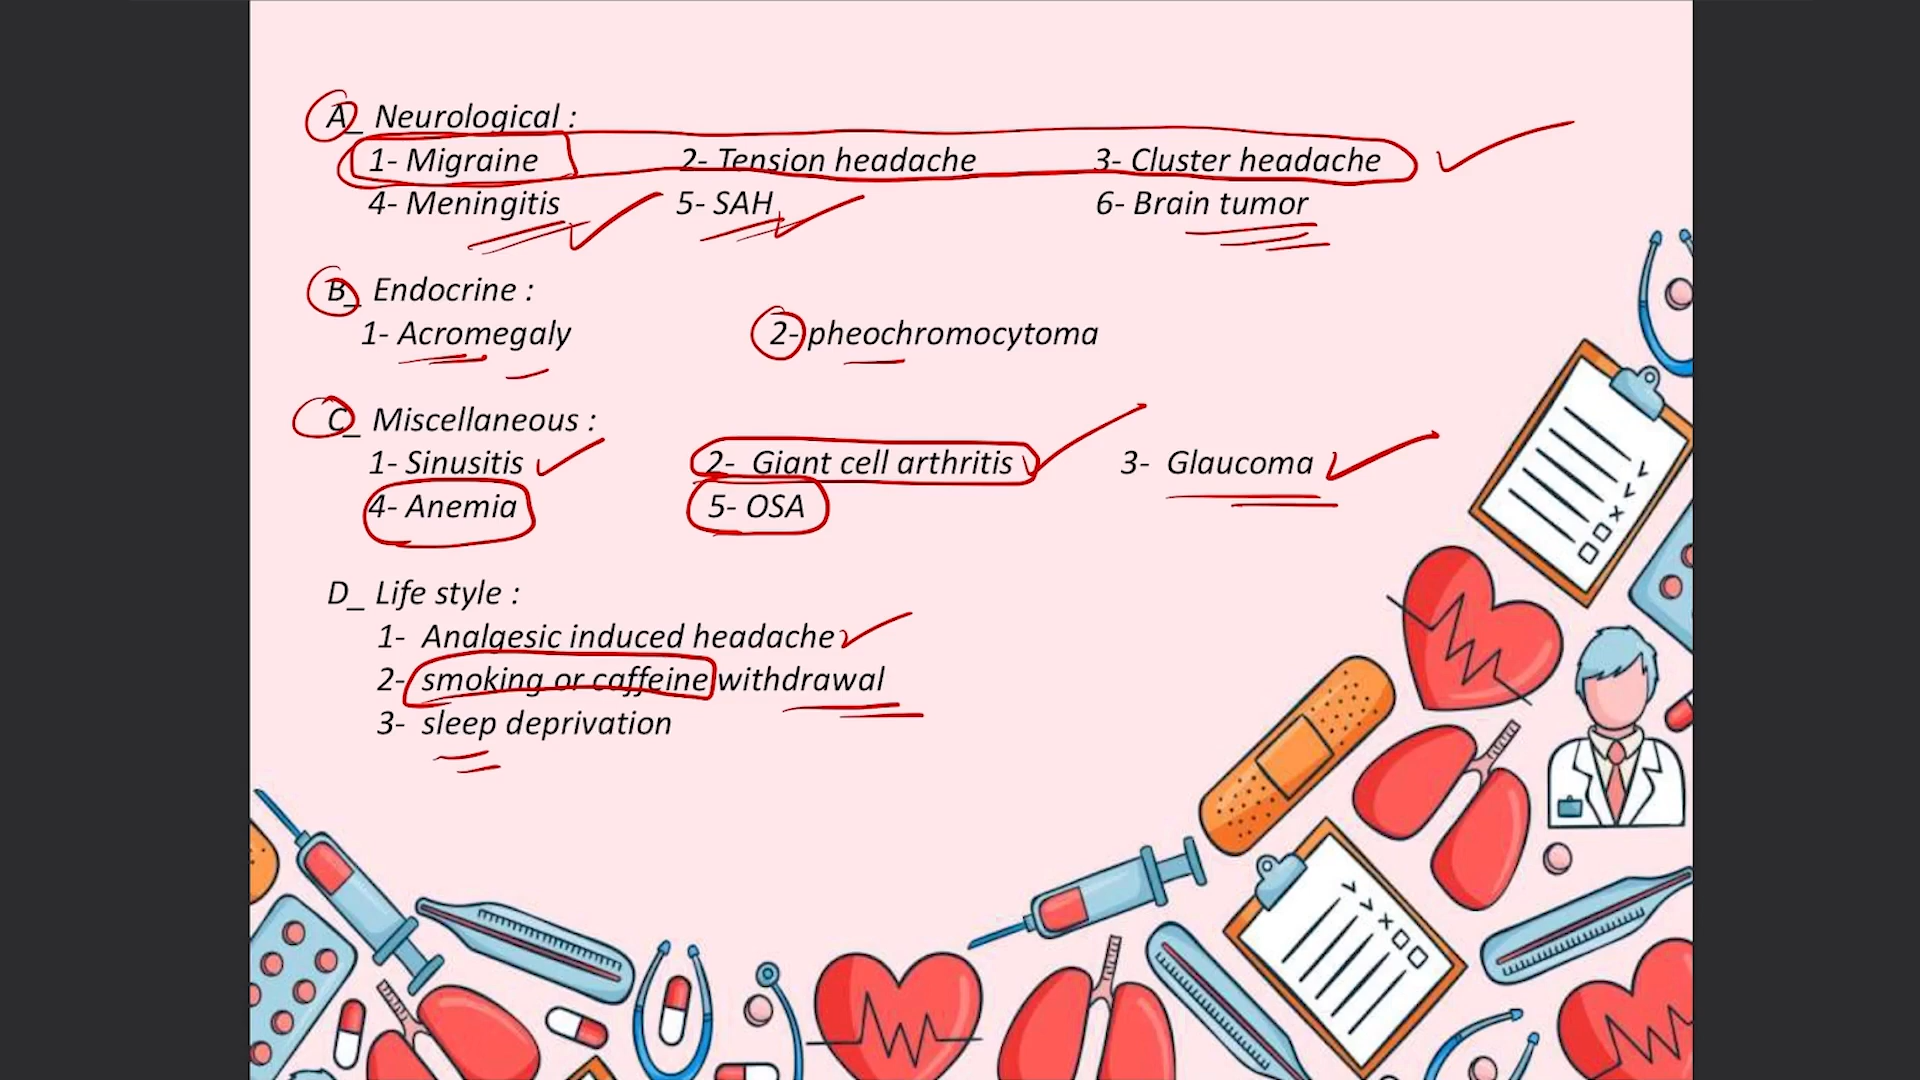 A_ Neurological :
1- Migraine 2- Tension headache 3- Cluster headache
4- Meningitis 5- SAH 6- Brain tumor
B_ Endocrine :
1- Acromegaly 2- pheochromocytoma
C_ Miscellaneous :
1- Sinusitis 2- Giant cell arthritis 3- Glaucoma
4- Anemia 5- OSA
D_ Life style :
1- Analgesic induced headache
2- smoking or caffeine withdrawal
3- sleep deprivation